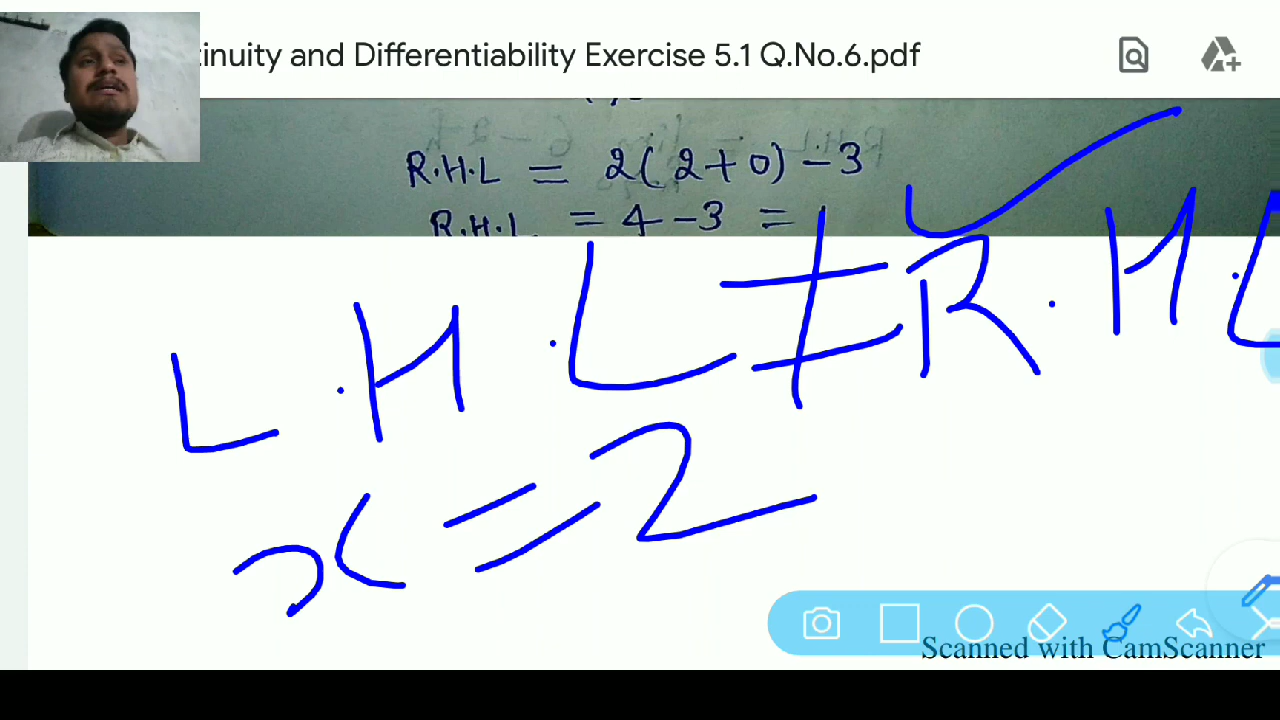 tinuity and Differentiability Exercise 5.1 Q.No.6.pdf
R.H.L = 2(2+0) -3
R.H.L = 4-3 = 1
L.H.L ≠ R.H.L
x = 2
Scanned with CamScanner